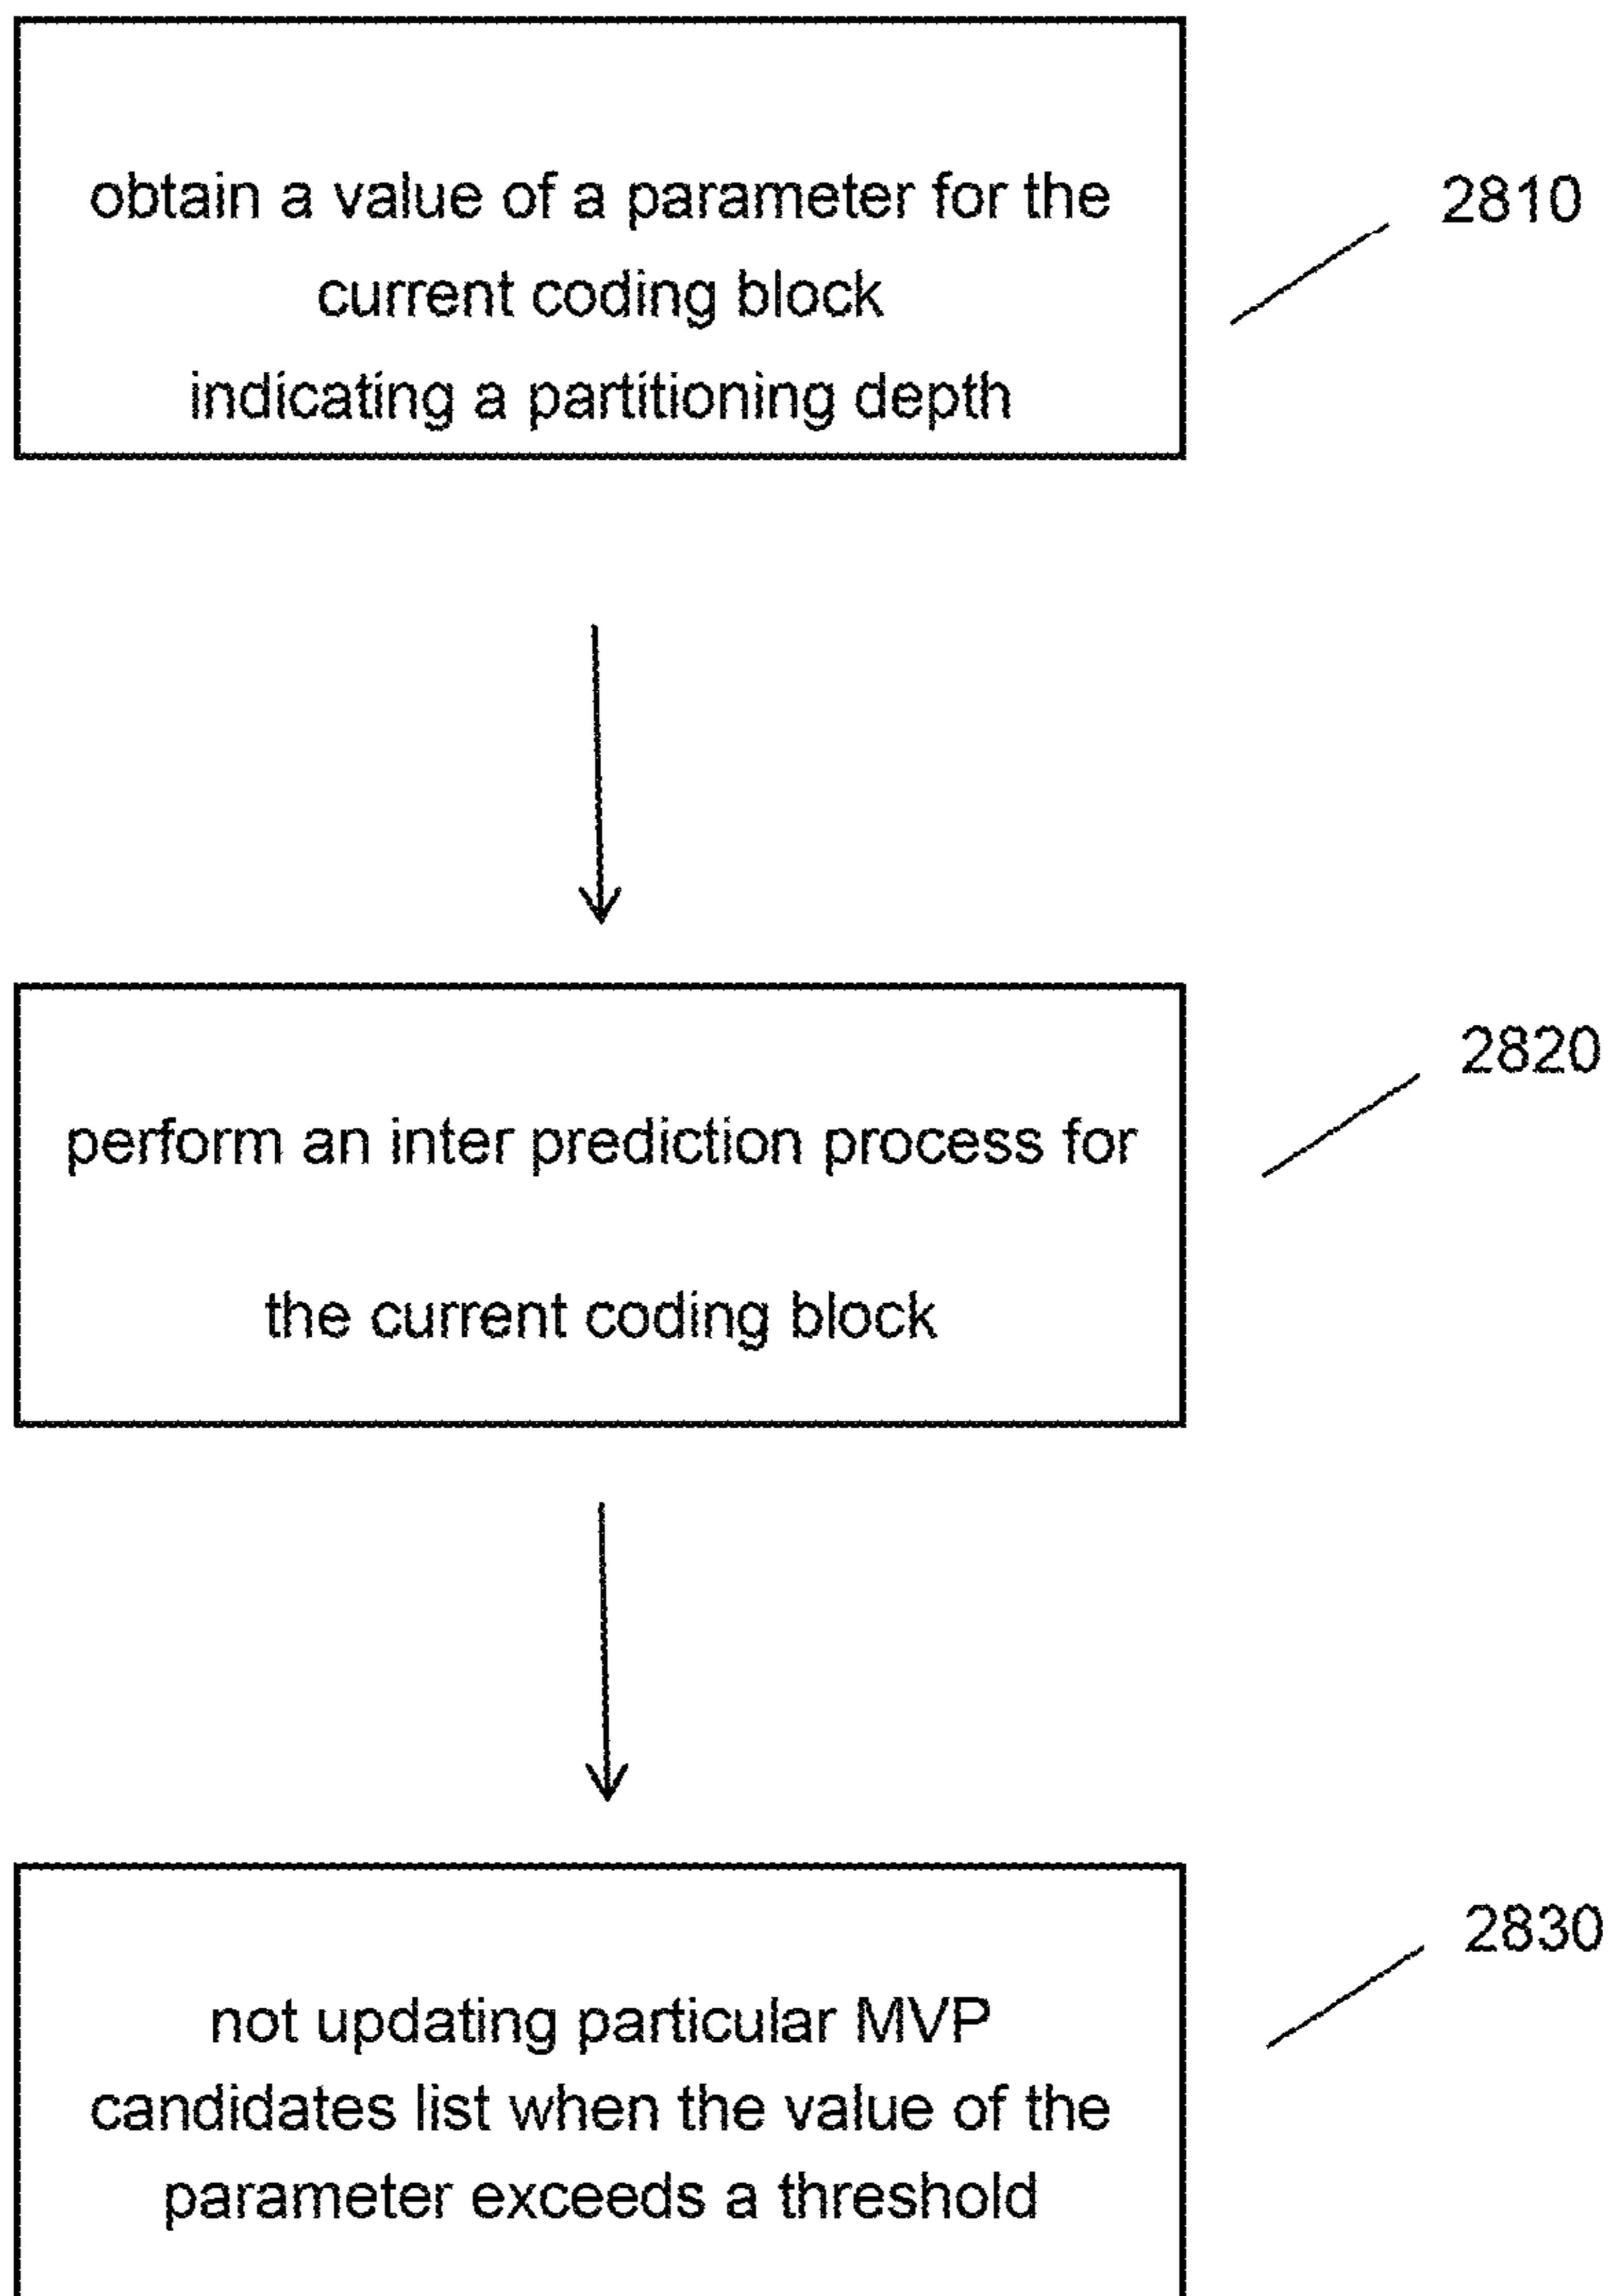 obtain a value of a parameter for the
2810
current coding block
indicating a partitioning depth
2820
perform an inter prediction process for
the current coding block
2830
not updating particular MVP
candidates list when the value of the
parameter exceeds a threshold